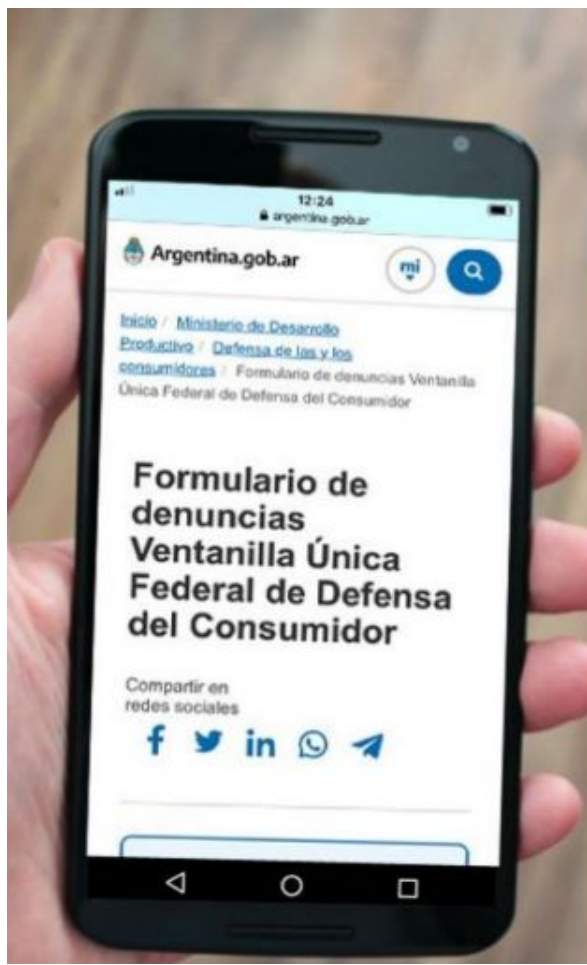 12:24
argentina.gob.ar
Argentina.gob.ar
mi
Inicio / Ministerio de Desarrollo
Productivo / Defensa de las y los
consumidores / Formulario de denuncias Ventanilla
Única Federal de Defensa del Consumidor
Formulario de
denuncias
Ventanilla Única
Federal de Defensa
del Consumidor
Compartir en
redes sociales